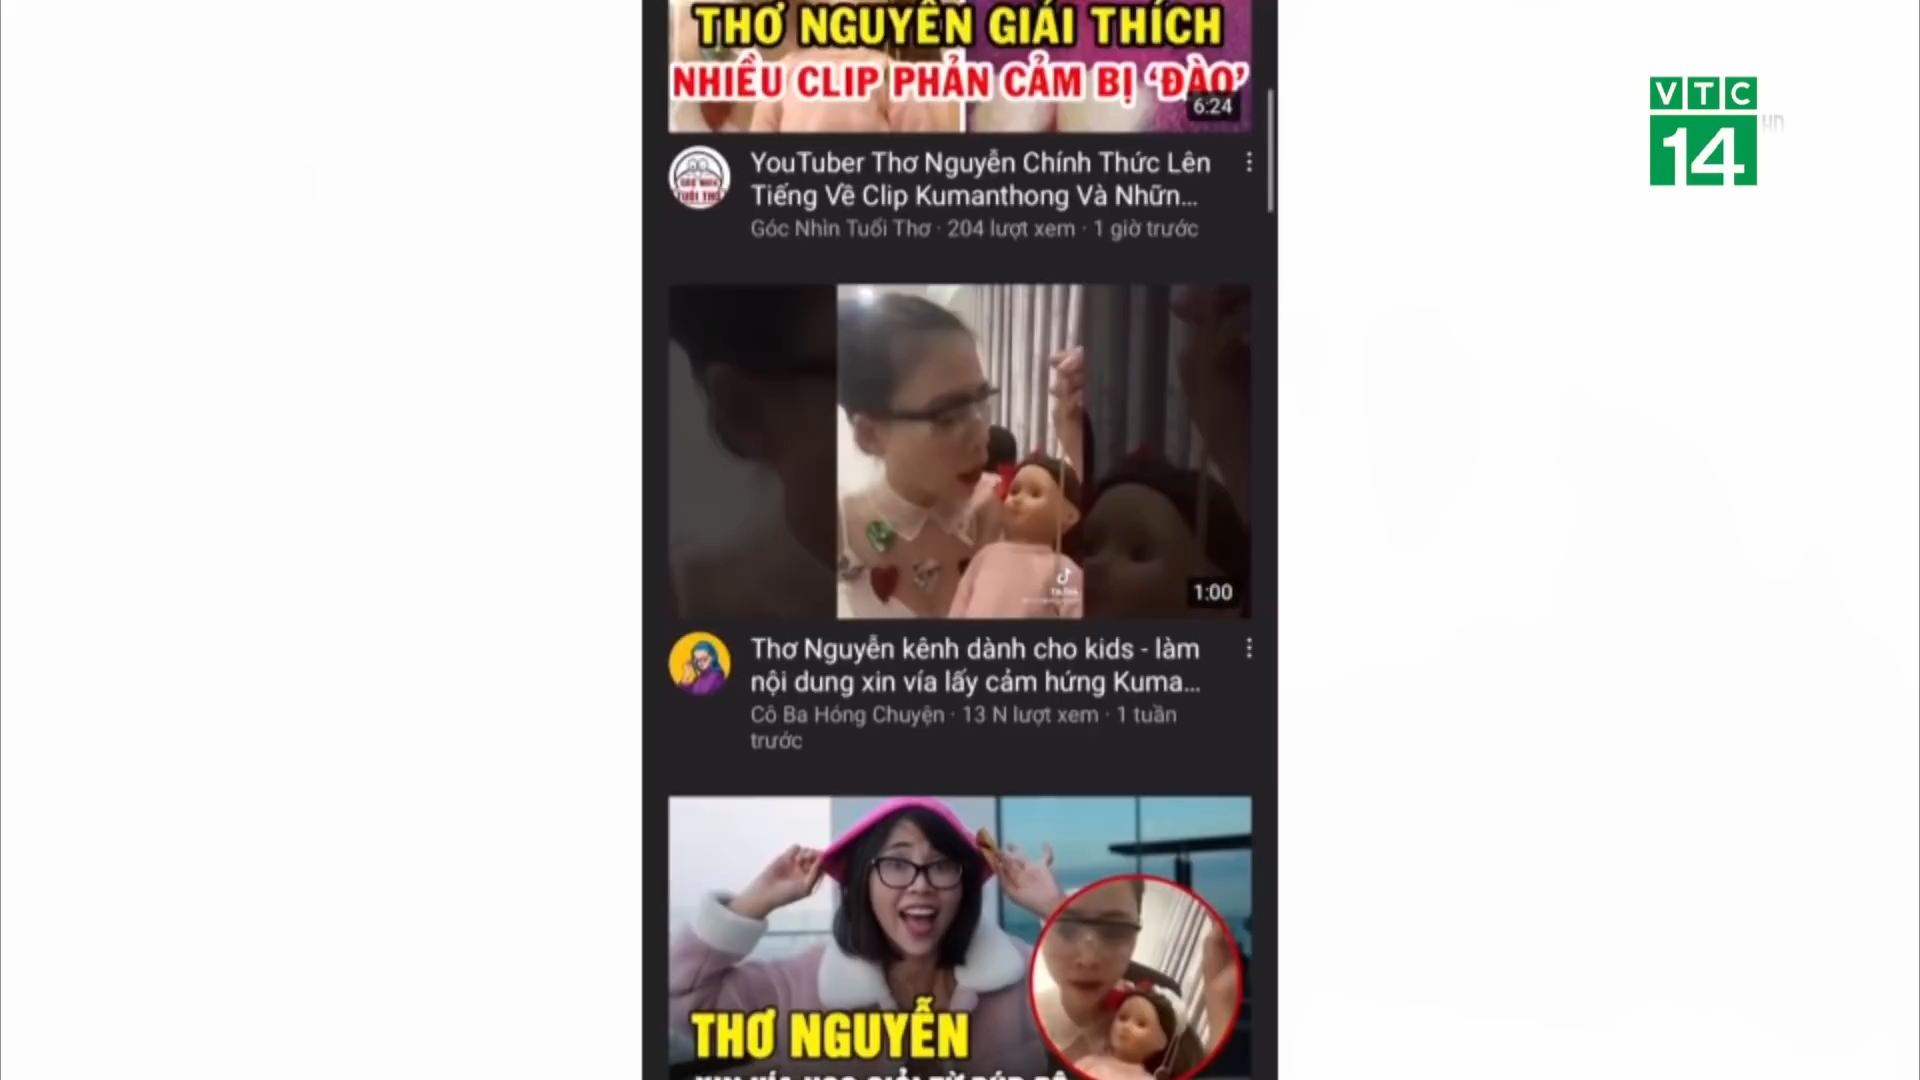 THƠ NGUYỄN GIẢI THÍCH
NHIỀU CLIP PHẢN CẢM BỊ ‘ĐÀO’
6:24
VTC
14
HD
YouTuber Thơ Nguyễn Chính Thức Lên
Tiếng Về Clip Kumanthong Và Nhữn...
Góc Nhìn Tuổi Thơ · 204 lượt xem · 1 giờ trước
TikTok
1:00
Thơ Nguyễn kênh dành cho kids - làm
nội dung xin vía lấy cảm hứng Kuma...
Cô Ba Hóng Chuyện · 13 N lượt xem · 1 tuần
trước
THƠ NGUYỄN